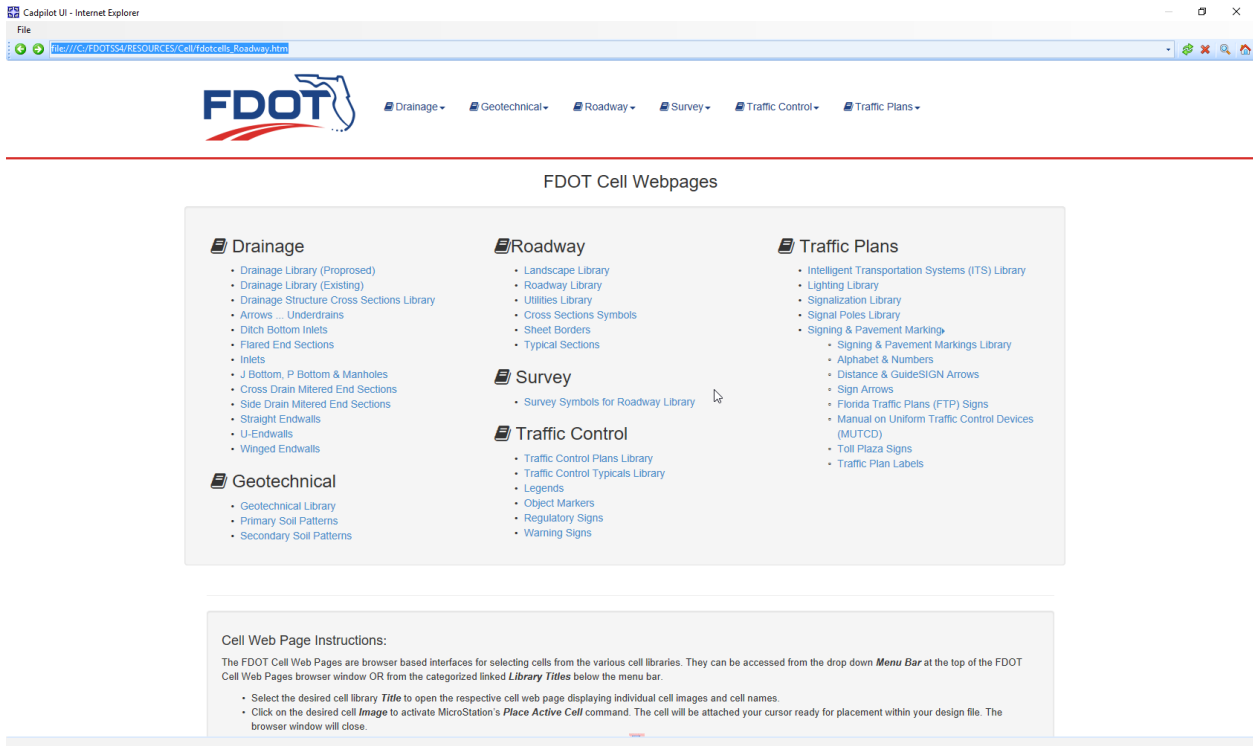 Cadpilot UI - Internet Explorer
File
file:///C:/FDOTSS4/RESOURCES/Cell/fdotcells_Roadway.htm
FDOT
Drainage
Geotechnical
Roadway
Survey
Traffic Control
Traffic Plans
FDOT Cell Webpages
Drainage
Drainage Library (Proprosed)
Drainage Library (Existing)
Drainage Structure Cross Sections Library
Arrows ... Underdrains
Ditch Bottom Inlets
Flared End Sections
Inlets
J Bottom, P Bottom & Manholes
Cross Drain Mitered End Sections
Side Drain Mitered End Sections
Straight Endwalls
U-Endwalls
Winged Endwalls
Geotechnical
Geotechnical Library
Primary Soil Patterns
Secondary Soil Patterns
Roadway
Landscape Library
Roadway Library
Utilities Library
Cross Sections Symbols
Sheet Borders
Typical Sections
Survey
Survey Symbols for Roadway Library
Traffic Control
Traffic Control Plans Library
Traffic Control Typicals Library
Legends
Object Markers
Regulatory Signs
Warning Signs
Traffic Plans
Intelligent Transportation Systems (ITS) Library
Lighting Library
Signalization Library
Signal Poles Library
Signing & Pavement Marking
Signing & Pavement Markings Library
Alphabet & Numbers
Distance & GuideSIGN Arrows
Sign Arrows
Florida Traffic Plans (FTP) Signs
Manual on Uniform Traffic Control Devices
(MUTCD)
Toll Plaza Signs
Traffic Plan Labels
Cell Web Page Instructions:
The FDOT Cell Web Pages are browser based interfaces for selecting cells from the various cell libraries. They can be accessed from the drop down Menu Bar at the top of the FDOT
Cell Web Pages browser window OR from the categorized linked Library Titles below the menu bar.
Select the desired cell library Title to open the respective cell web page displaying individual cell images and cell names.
Click on the desired cell Image to activate MicroStation's Place Active Cell command. The cell will be attached your cursor ready for placement within your design file. The
browser window will close.